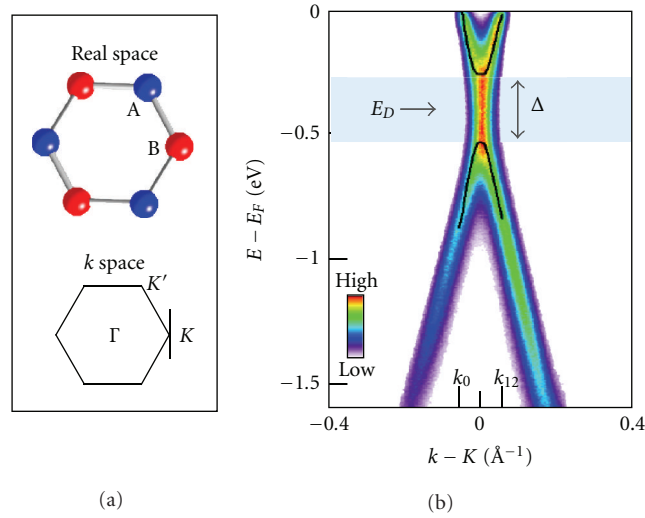 Real space
A
B
k space
K′
Γ
K
(a)
E − E_F (eV)
0
−0.5
−1
−1.5
E_D
Δ
High
Low
k_0
k_12
−0.4
0
0.4
k − K (Å⁻¹)
(b)